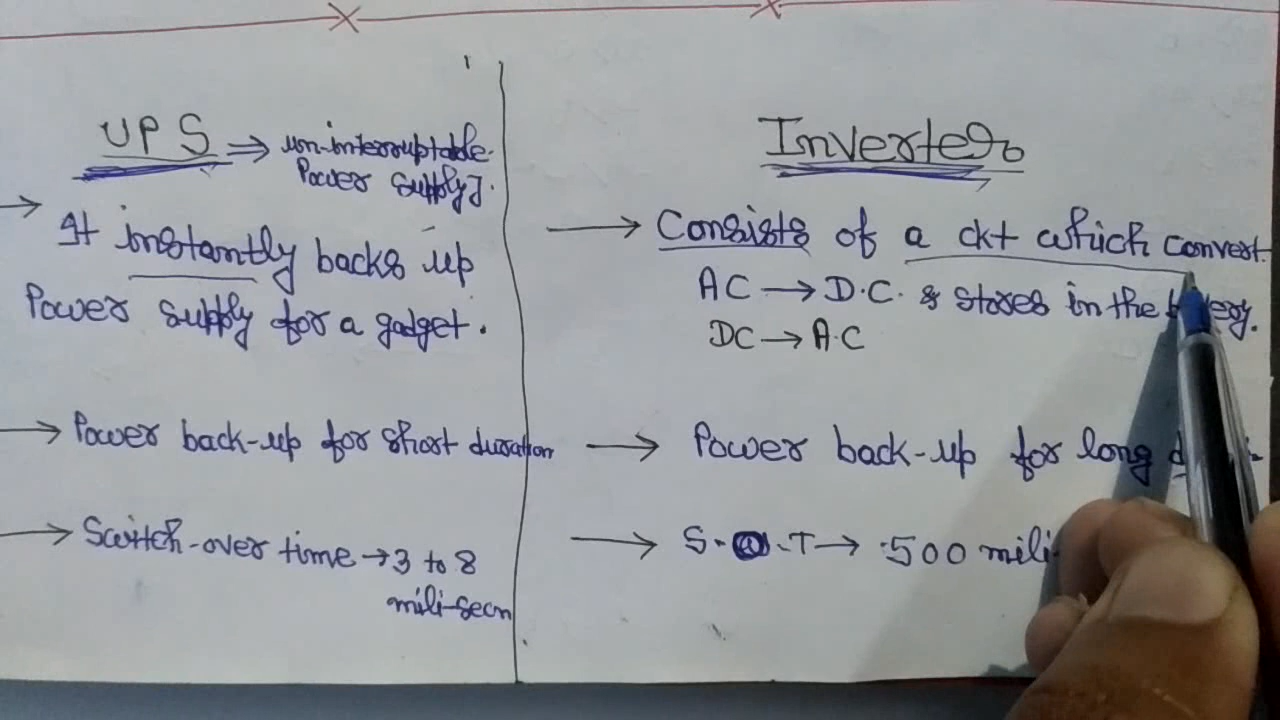 UPS ⇒ un-interruptable.
Power supply].
→ It instantly backs up
Power supply for a gadget.
→ Power back-up for short duration
→ Switch-over time → 3 to 8
mili-secn
Inverter
→ Consists of a ckt which convert.
AC → D.C. & stores in the
DC → A.C
→ Power back-up for long
→ S. .T → 500 mili